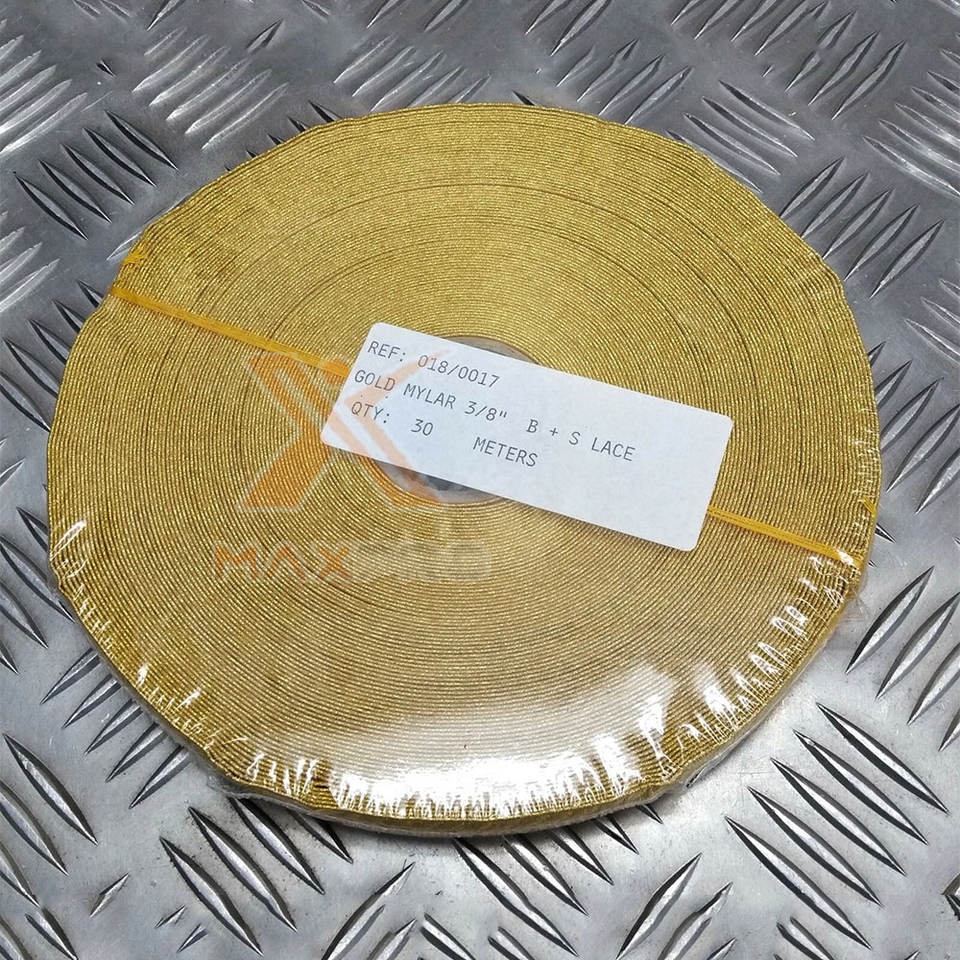 REF: 018/0017
GOLD MYLAR 3/8" B + S LACE
QTY: 30 METERS